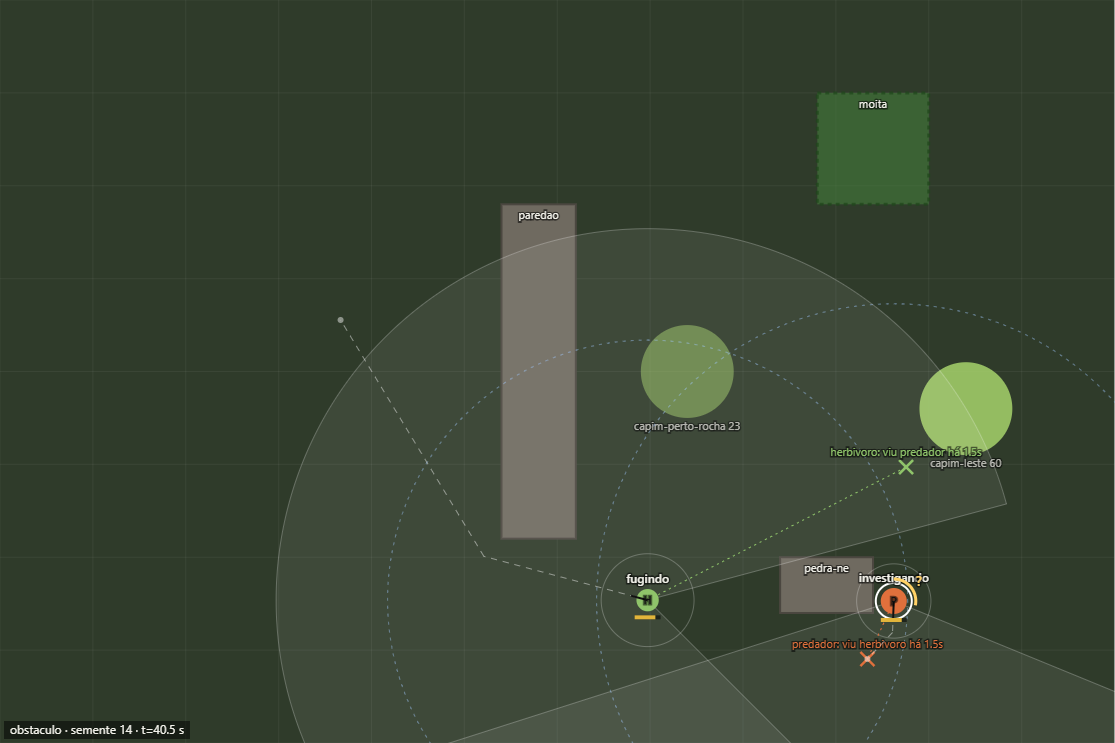 moita
paredao
capim-perto-rocha 23
herbivoro: viu predador há 1.5s
capim-leste 60
pedra-ne
fugindo
investigando
?
H
P
predador: viu herbivoro há 1.5s
obstaculo · semente 14 · t=40.5 s